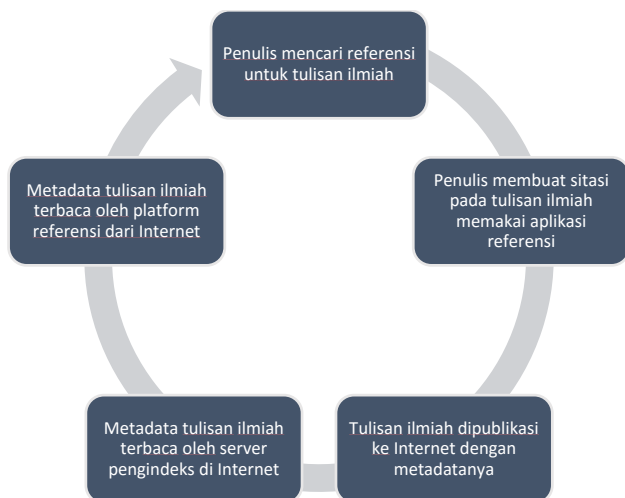 Penulis mencari referensi
untuk tulisan ilmiah
Penulis membuat sitasi
pada tulisan ilmiah
memakai aplikasi
referensi
Tulisan ilmiah dipublikasi
ke Internet dengan
metadatanya
Metadata tulisan ilmiah
terbaca oleh server
pengindeks di Internet
Metadata tulisan ilmiah
terbaca oleh platform
referensi dari Internet